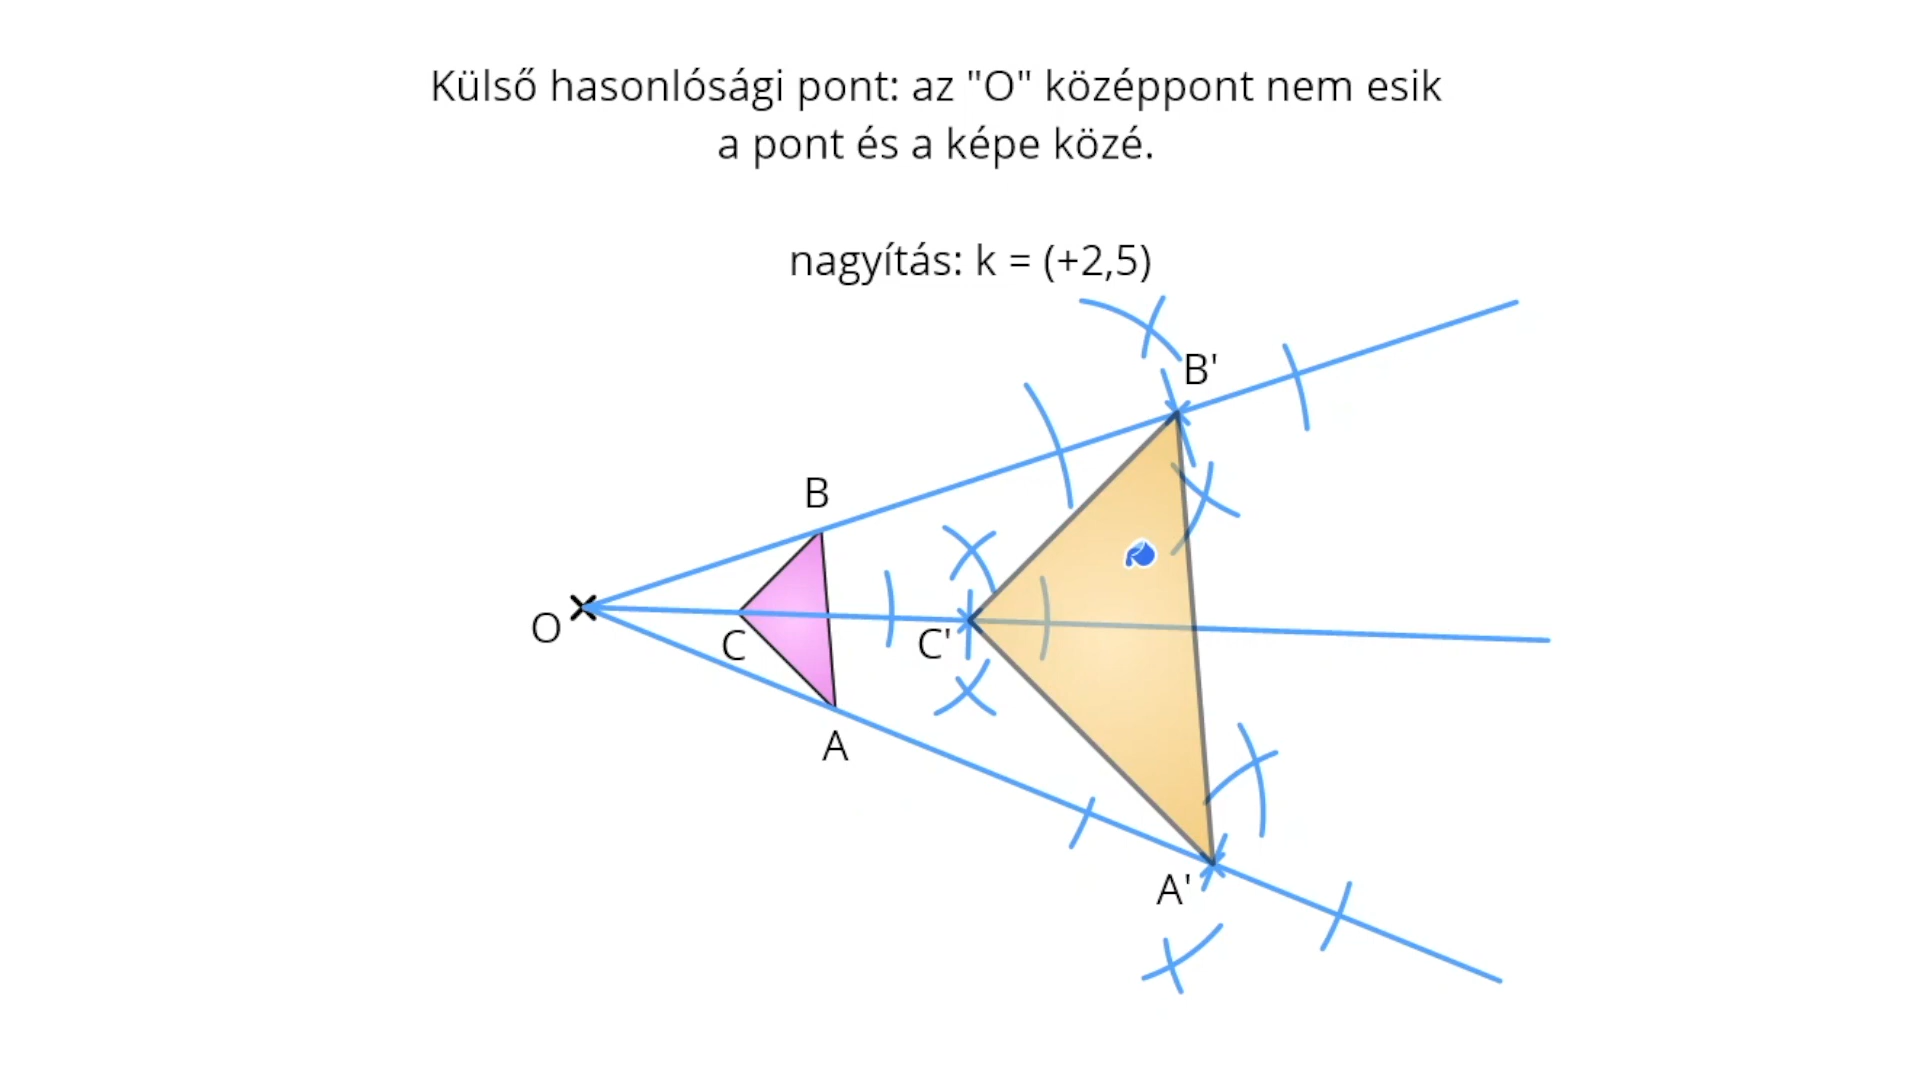 Külső hasonlósági pont: az "O" középpont nem esik
a pont és a képe közé.
nagyítás: k = (+2,5)
B'
B
O
C
C'
A
A'